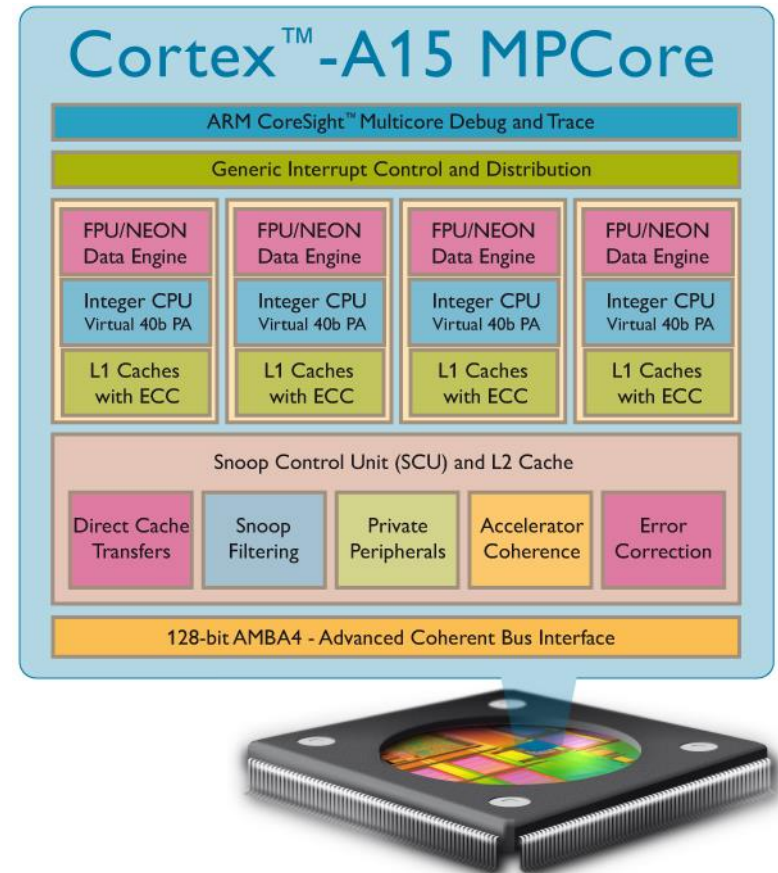 Cortex™-A15 MPCore
ARM CoreSight™ Multicore Debug and Trace
Generic Interrupt Control and Distribution
FPU/NEON
Data Engine
Integer CPU
Virtual 40b PA
L1 Caches
with ECC
FPU/NEON
Data Engine
Integer CPU
Virtual 40b PA
L1 Caches
with ECC
FPU/NEON
Data Engine
Integer CPU
Virtual 40b PA
L1 Caches
with ECC
FPU/NEON
Data Engine
Integer CPU
Virtual 40b PA
L1 Caches
with ECC
Snoop Control Unit (SCU) and L2 Cache
Direct Cache
Transfers
Snoop
Filtering
Private
Peripherals
Accelerator
Coherence
Error
Correction
128-bit AMBA4 - Advanced Coherent Bus Interface